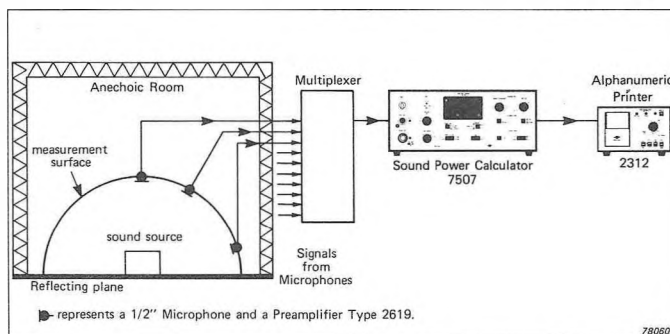 Anechoic Room
measurement
surface
sound source
Reflecting plane
Multiplexer
Signals
from
Microphones
Sound Power Calculator
7507
Alphanumeric
Printer
2312
represents a 1/2" Microphone and a Preamplifier Type 2619.